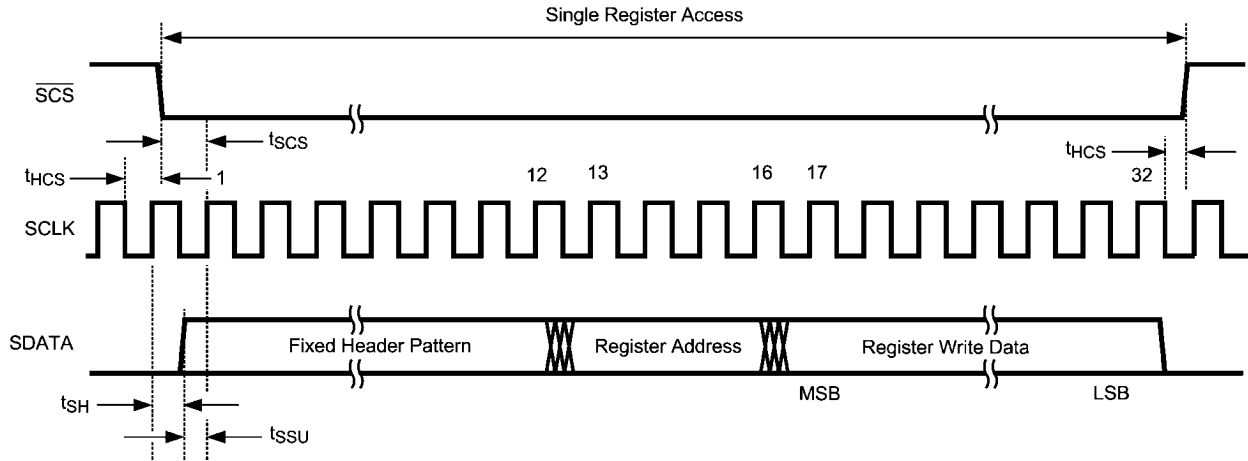 Single Register Access
SCS
tSCS
tHCS
tHCS
1 12 13 16 17 32
SCLK
SDATA
Fixed Header Pattern Register Address Register Write Data
MSB LSB
tSH
tSSU